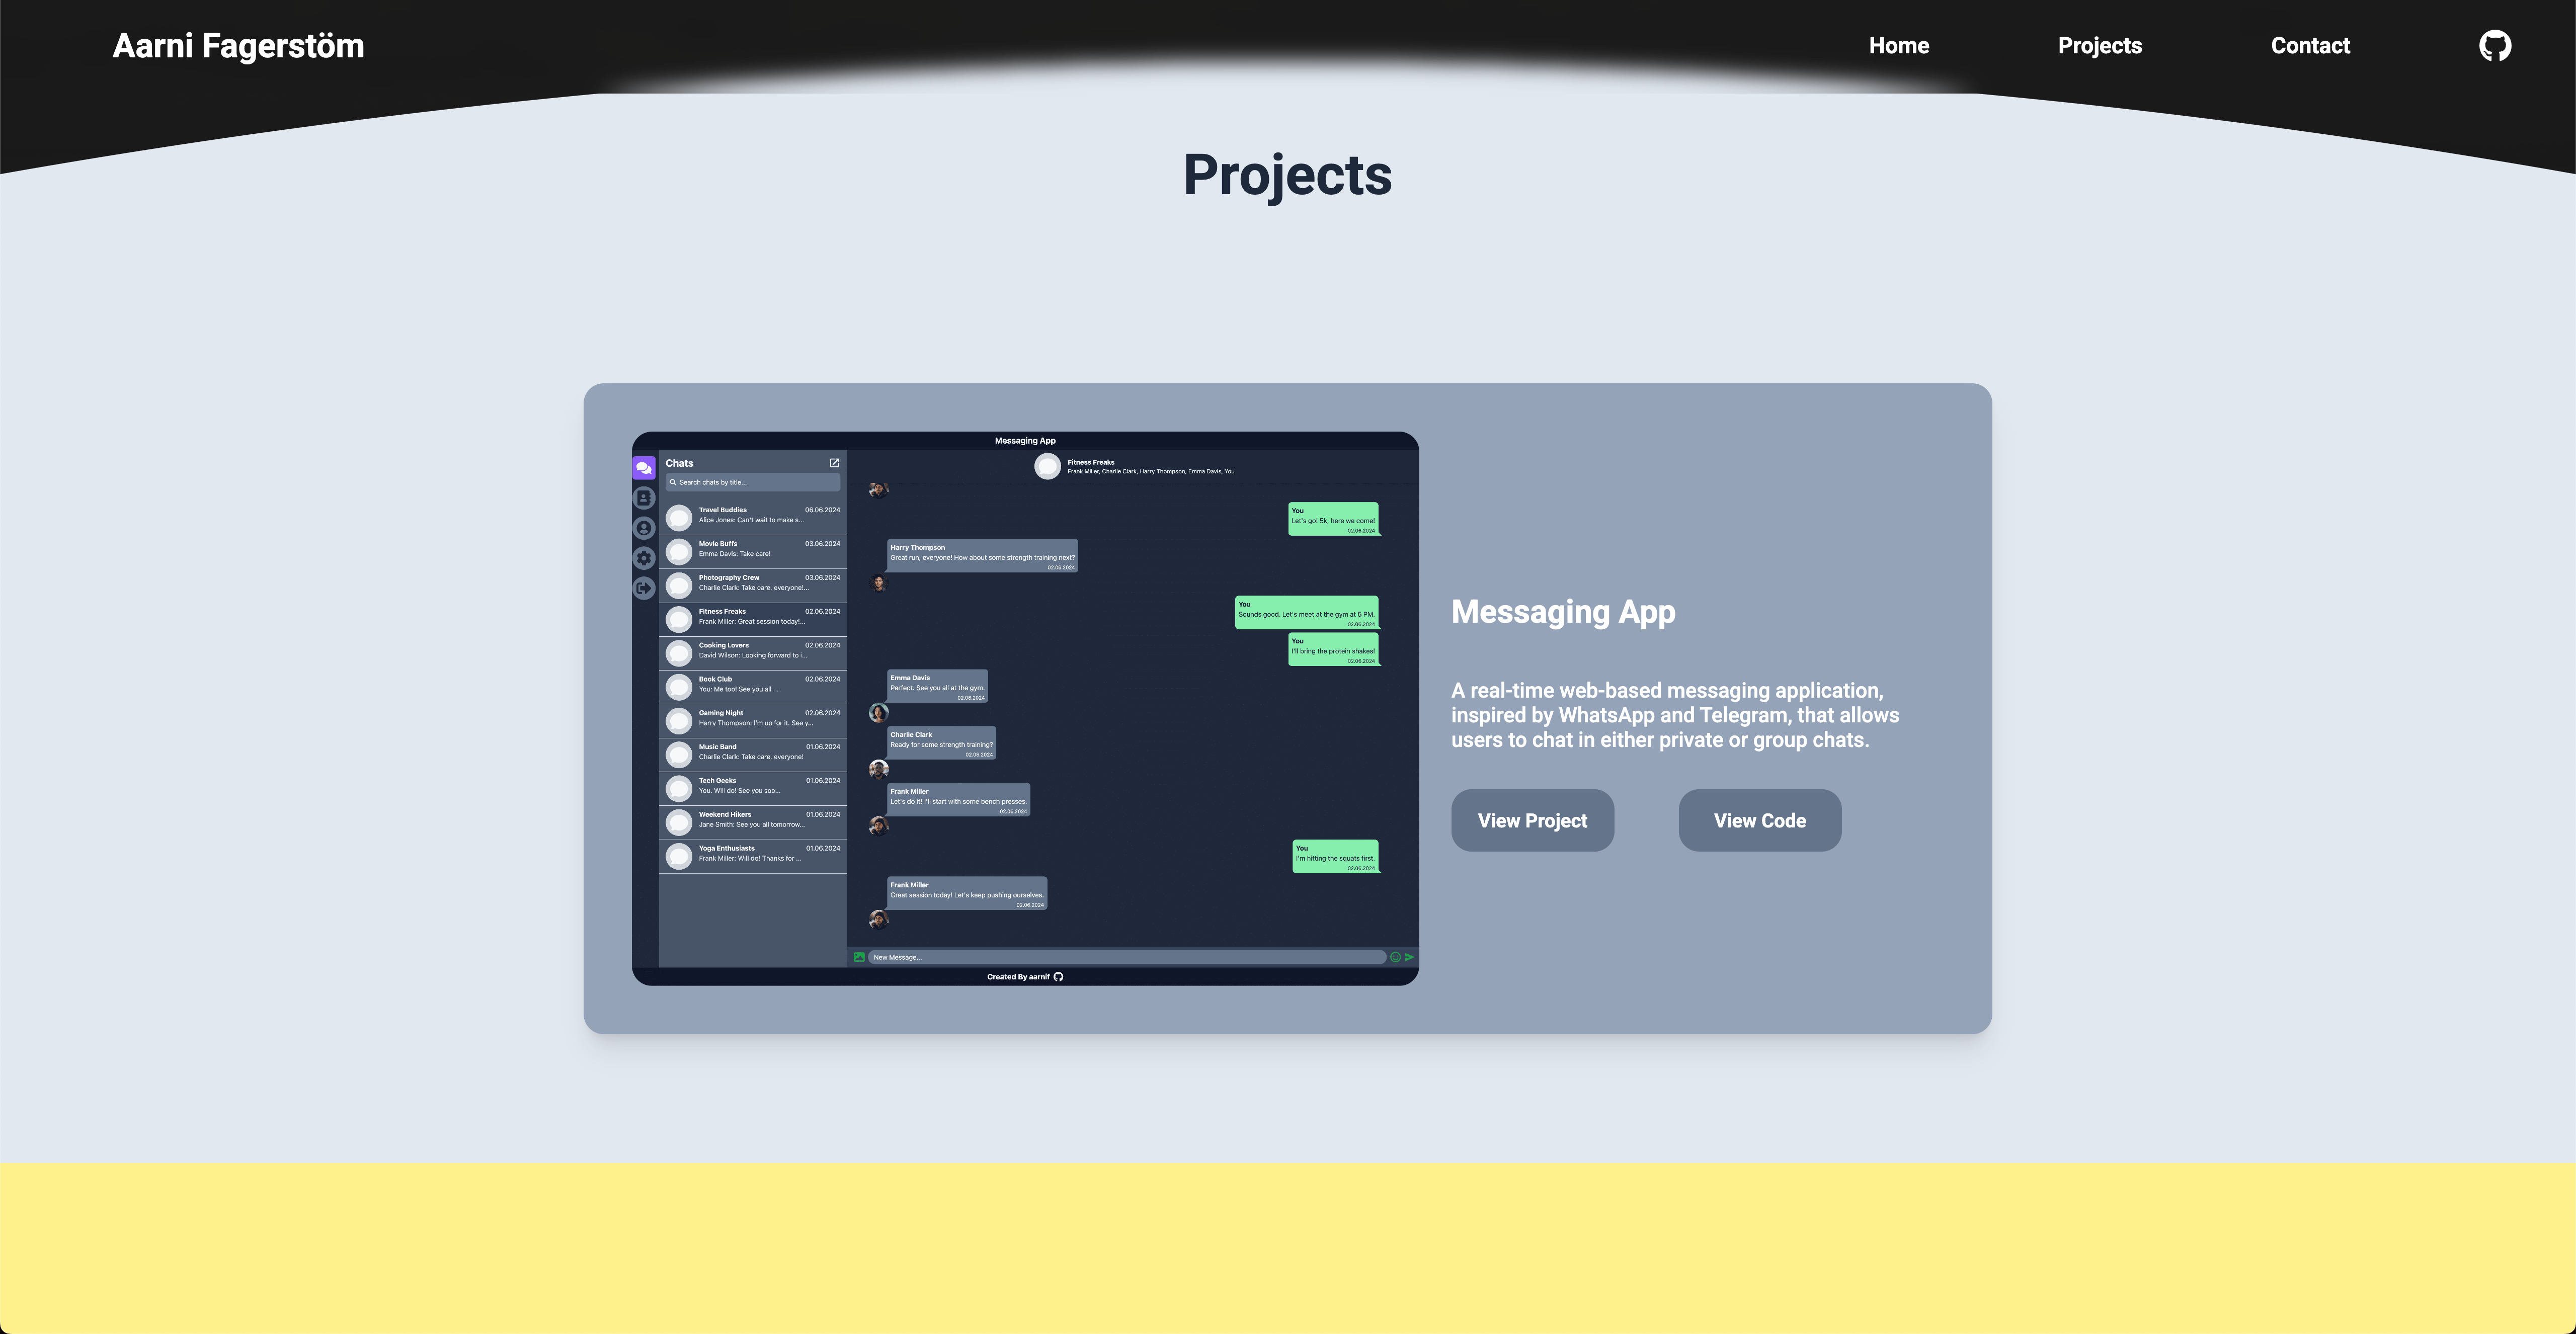 Aarni Fagerstöm
Home
Projects
Contact
Projects
Messaging App
Chats
Search chats by title...
Travel Buddies 06.06.2024
Alice Jones: Can't wait to make s...
Movie Buffs 03.06.2024
Emma Davis: Take care!
Photography Crew 03.06.2024
Charlie Clark: Take care, everyone!...
Fitness Freaks 02.06.2024
Frank Miller: Great session today!...
Cooking Lovers 02.06.2024
David Wilson: Looking forward to i...
Book Club 02.06.2024
You: Me too! See you all ...
Gaming Night 02.06.2024
Harry Thompson: I'm up for it. See y...
Music Band 01.06.2024
Charlie Clark: Take care, everyone!
Tech Geeks 01.06.2024
You: Will do! See you soo...
Weekend Hikers 01.06.2024
Jane Smith: See you all tomorrow...
Yoga Enthusiasts 01.06.2024
Frank Miller: Will do! Thanks for ...
Fitness Freaks
Frank Miller, Charlie Clark, Harry Thompson, Emma Davis, You
You
Let's go! 5k, here we come!
02.06.2024
Harry Thompson
Great run, everyone! How about some strength training next?
02.06.2024
You
Sounds good. Let's meet at the gym at 5 PM.
02.06.2024
You
I'll bring the protein shakes!
02.06.2024
Emma Davis
Perfect. See you all at the gym.
02.06.2024
Charlie Clark
Ready for some strength training?
02.06.2024
Frank Miller
Let's do it! I'll start with some bench presses.
02.06.2024
You
I'm hitting the squats first.
02.06.2024
Frank Miller
Great session today! Let's keep pushing ourselves.
02.06.2024
New Message...
Created By aarnif
Messaging App
A real-time web-based messaging application,
inspired by WhatsApp and Telegram, that allows
users to chat in either private or group chats.
View Project
View Code